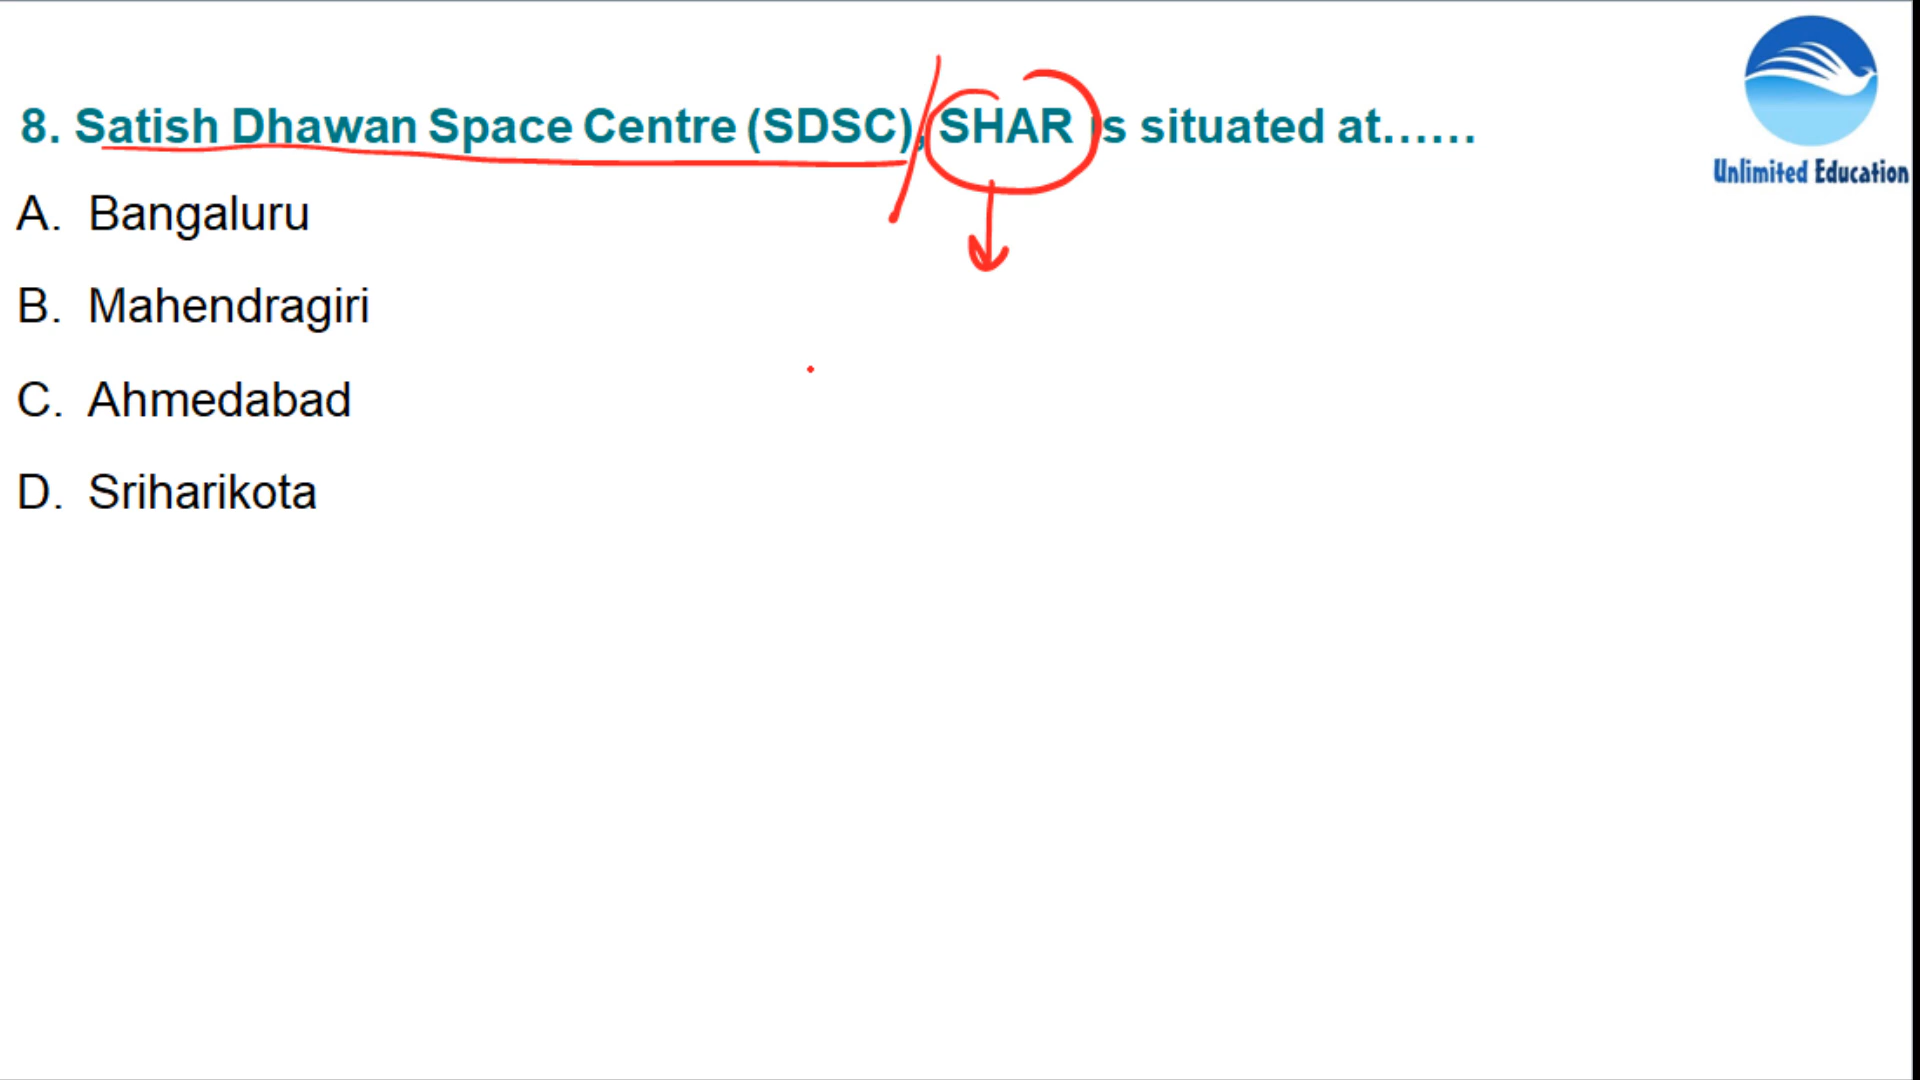 8. Satish Dhawan Space Centre (SDSC), SHAR is situated at......
Unlimited Education
A. Bangaluru
B. Mahendragiri
C. Ahmedabad
D. Sriharikota